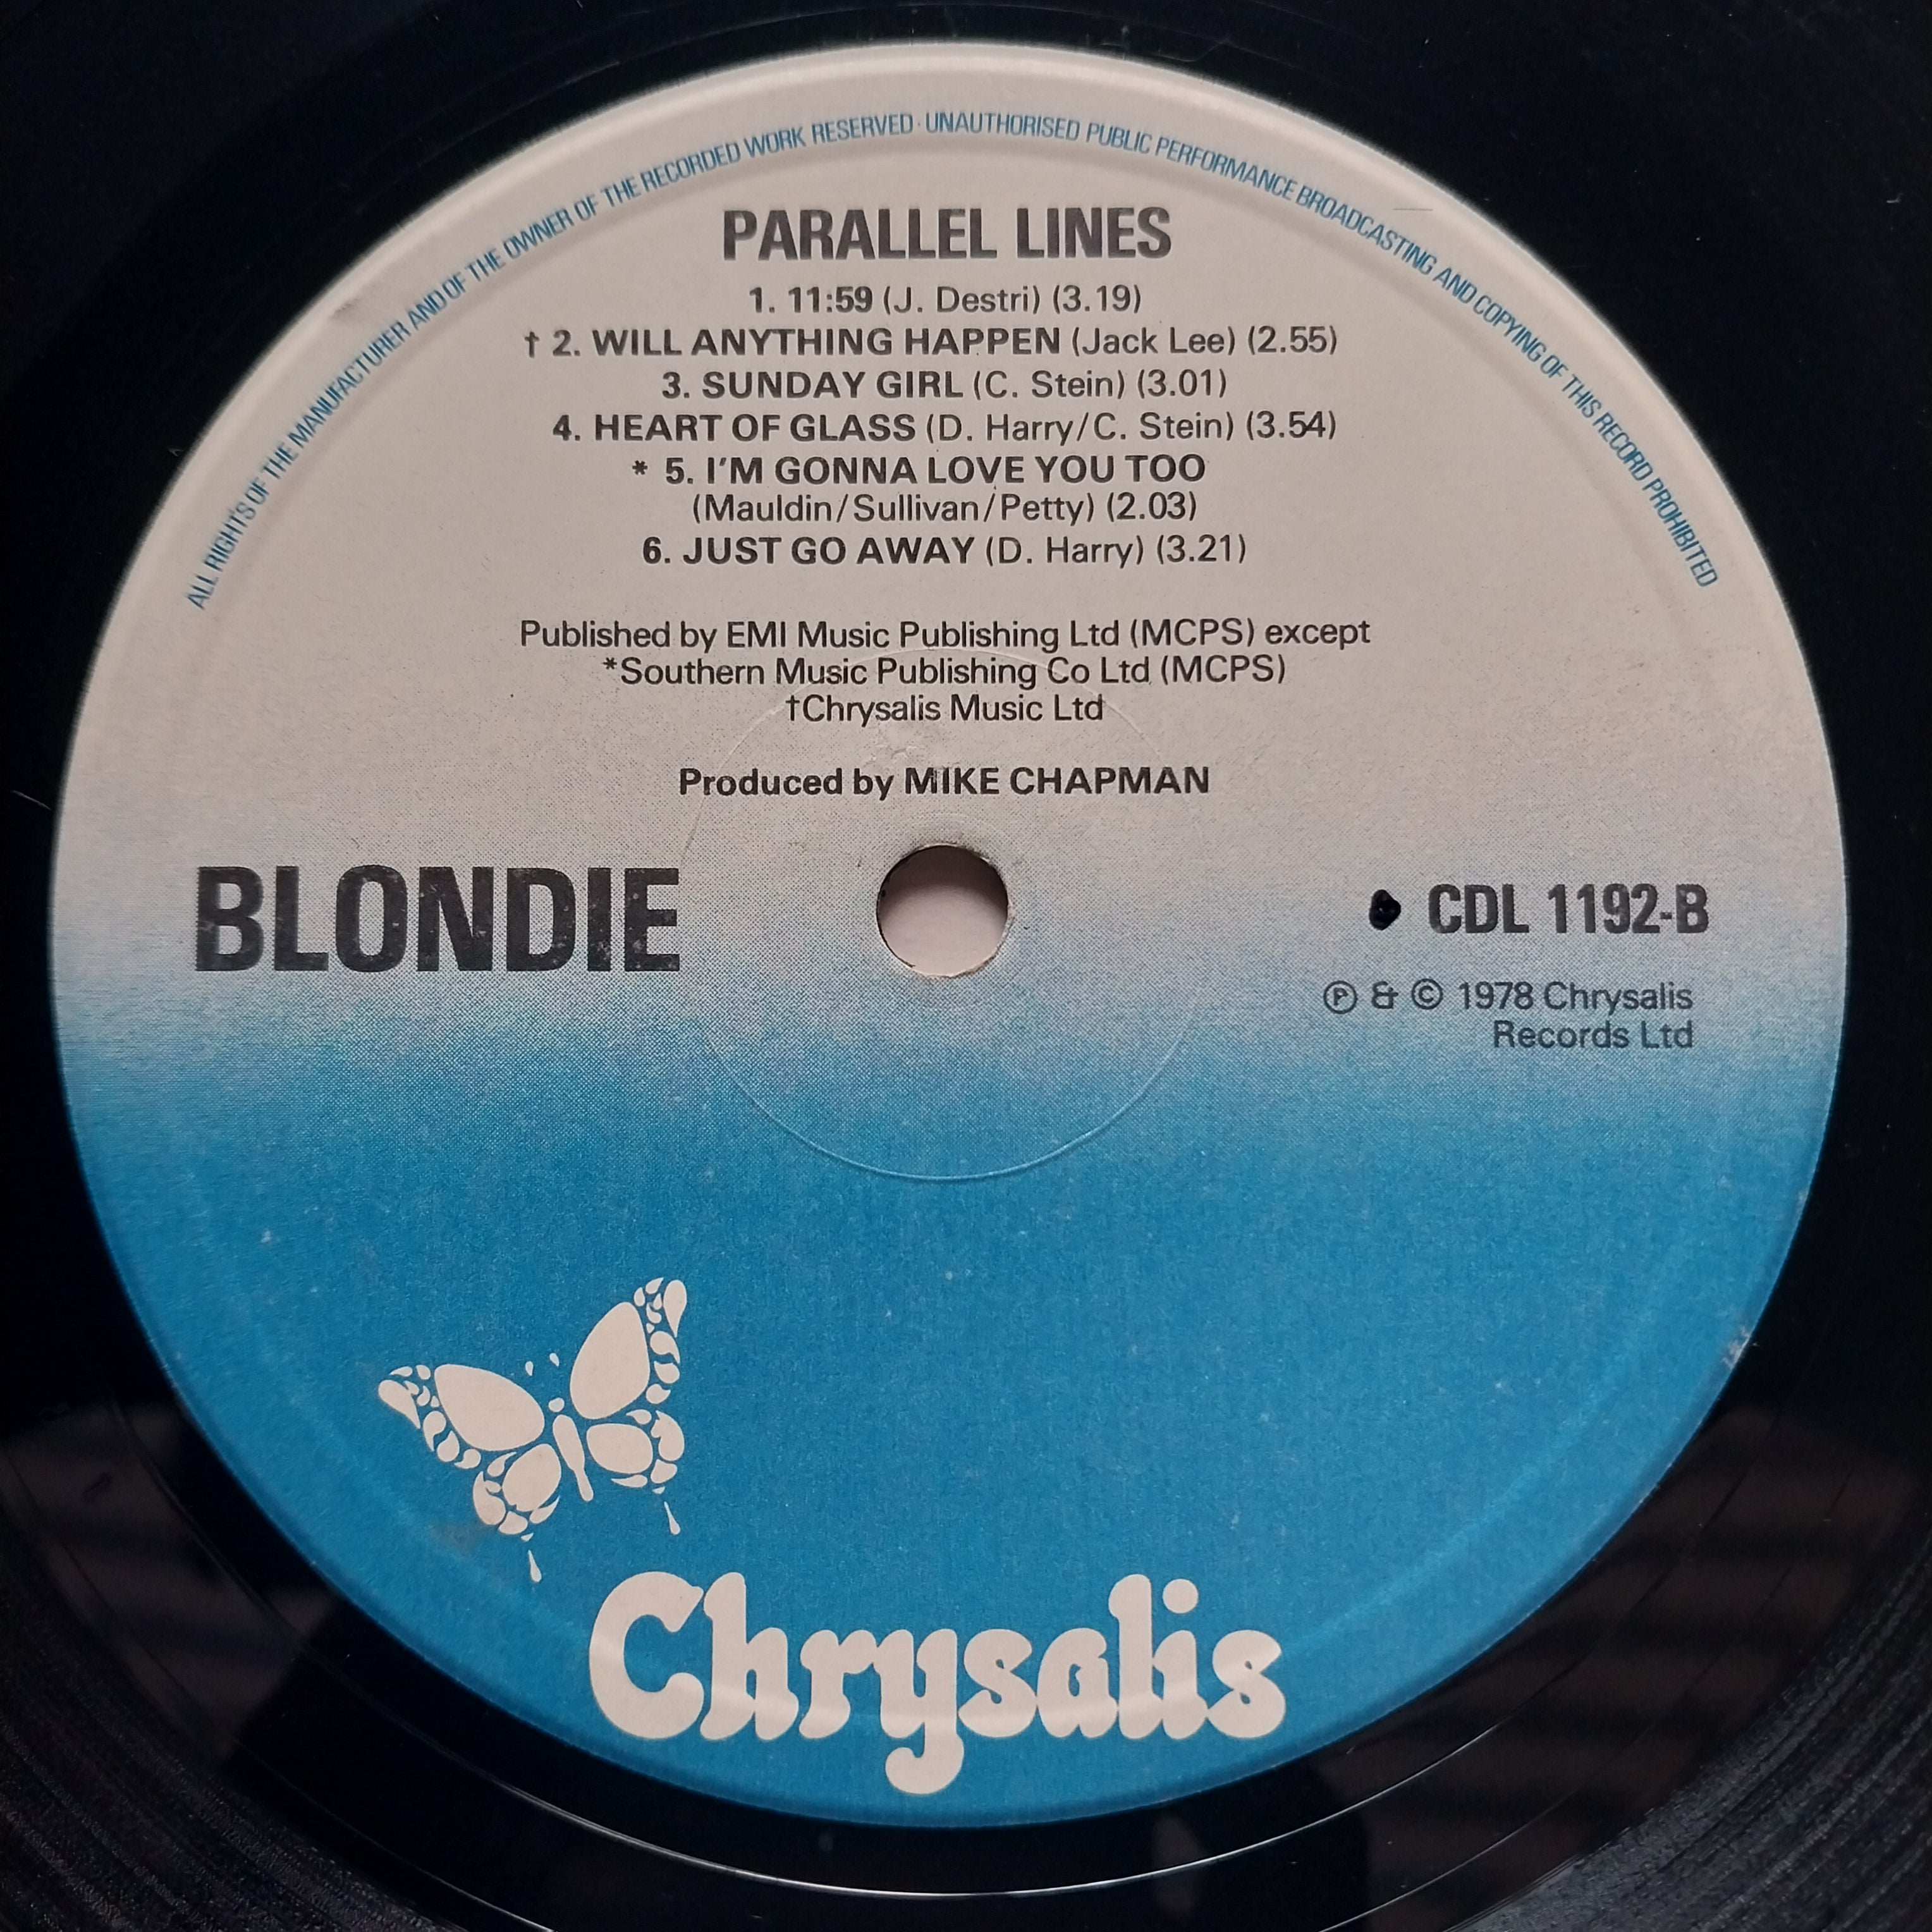 ALL RIGHTS OF THE MANUFACTURER AND OF THE OWNER OF THE RECORDED WORK RESERVED · UNAUTHORISED PUBLIC PERFORMANCE BROADCASTING AND COPYING OF THIS RECORD PROHIBITED
PARALLEL LINES
1. 11:59 (J. Destri) (3.19)
† 2. WILL ANYTHING HAPPEN (Jack Lee) (2.55)
3. SUNDAY GIRL (C. Stein) (3.01)
4. HEART OF GLASS (D. Harry/C. Stein) (3.54)
* 5. I'M GONNA LOVE YOU TOO
(Mauldin/Sullivan/Petty) (2.03)
6. JUST GO AWAY (D. Harry) (3.21)
Published by EMI Music Publishing Ltd (MCPS) except
*Southern Music Publishing Co Ltd (MCPS)
†Chrysalis Music Ltd
Produced by MIKE CHAPMAN
BLONDIE
CDL 1192-B
Ⓟ & © 1978 Chrysalis
Records Ltd
Chrysalis